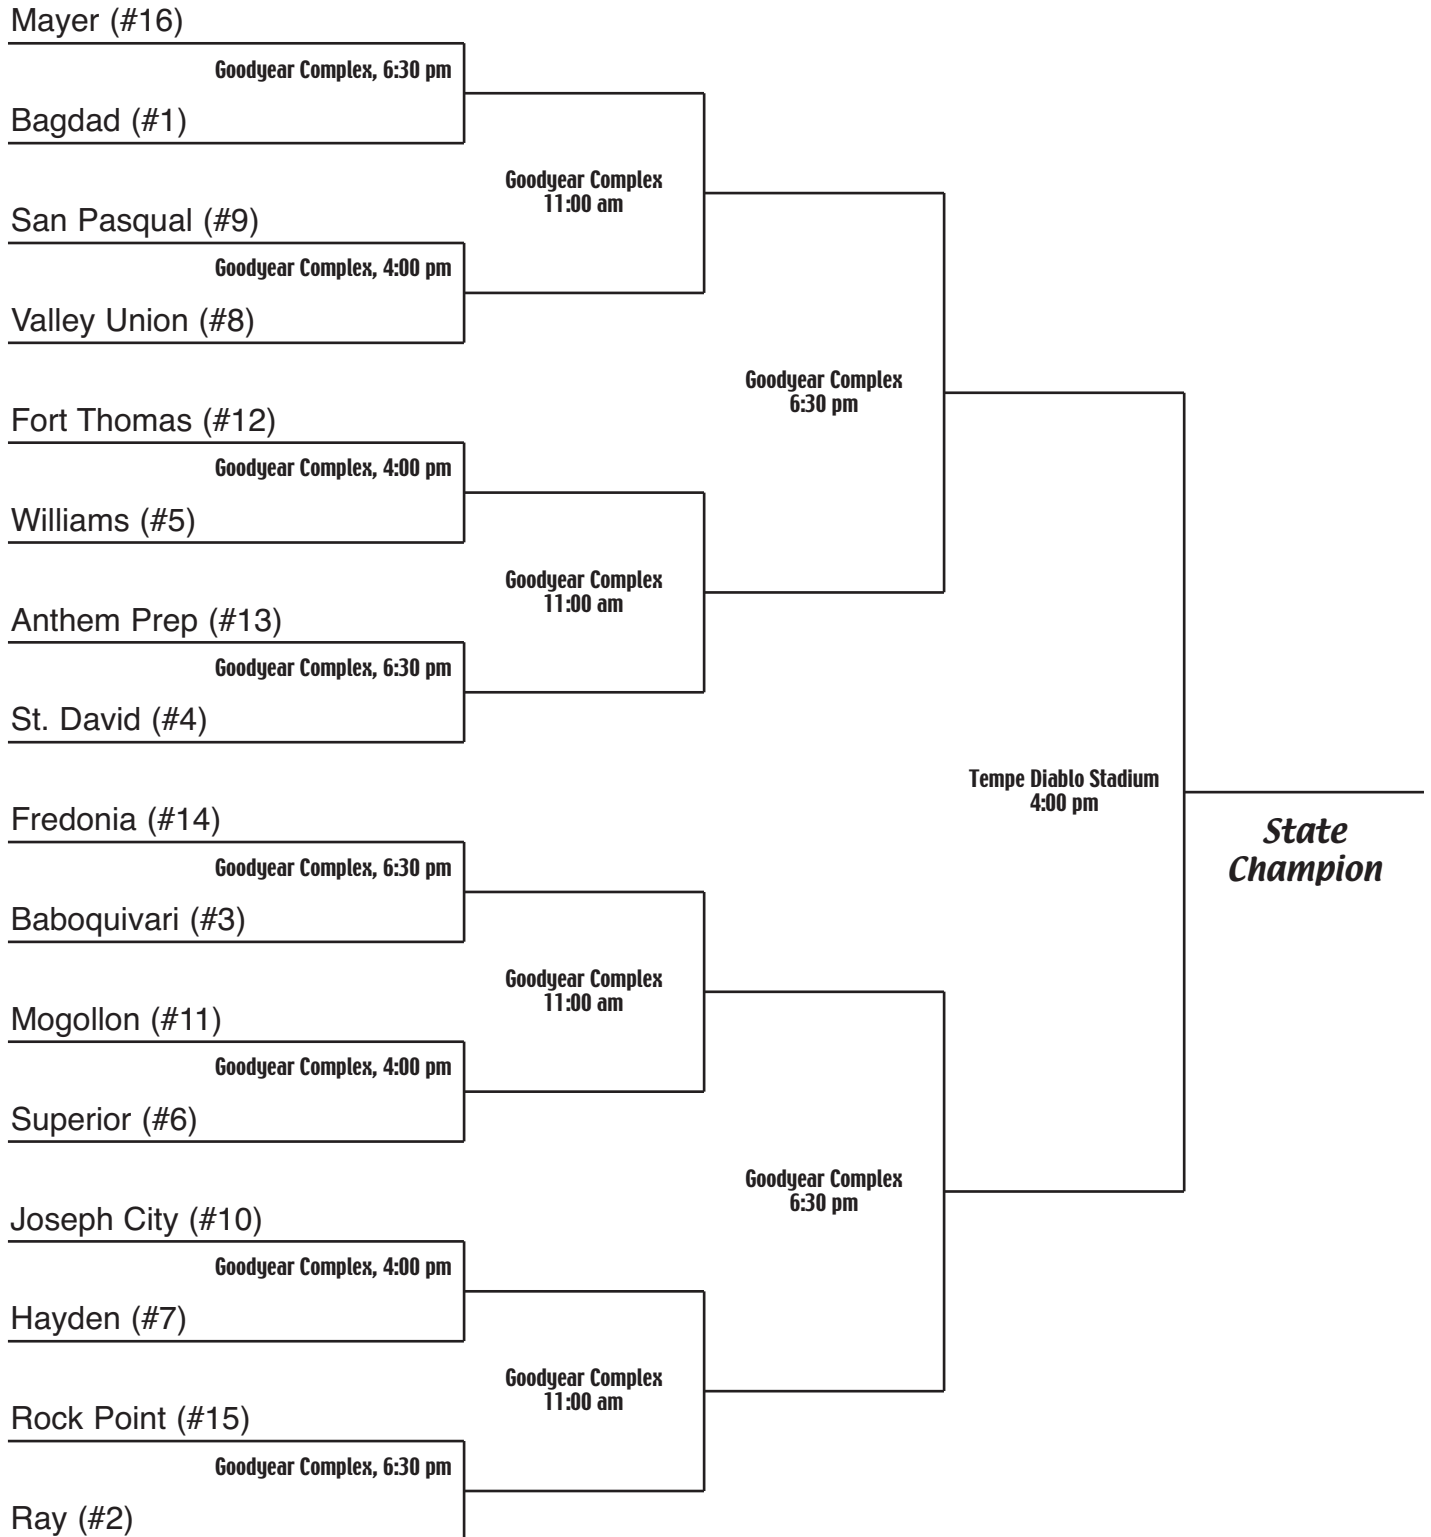 Mayer (#16)
Goodyear Complex, 6:30 pm
Bagdad (#1)
Goodyear Complex
11:00 am
San Pasqual (#9)
Goodyear Complex, 4:00 pm
Valley Union (#8)
Goodyear Complex
6:30 pm
Fort Thomas (#12)
Goodyear Complex, 4:00 pm
Williams (#5)
Goodyear Complex
11:00 am
Anthem Prep (#13)
Goodyear Complex, 6:30 pm
St. David (#4)
Tempe Diablo Stadium
4:00 pm
State
Champion
Fredonia (#14)
Goodyear Complex, 6:30 pm
Baboquivari (#3)
Goodyear Complex
11:00 am
Mogollon (#11)
Goodyear Complex, 4:00 pm
Superior (#6)
Goodyear Complex
6:30 pm
Joseph City (#10)
Goodyear Complex, 4:00 pm
Hayden (#7)
Goodyear Complex
11:00 am
Rock Point (#15)
Goodyear Complex, 6:30 pm
Ray (#2)